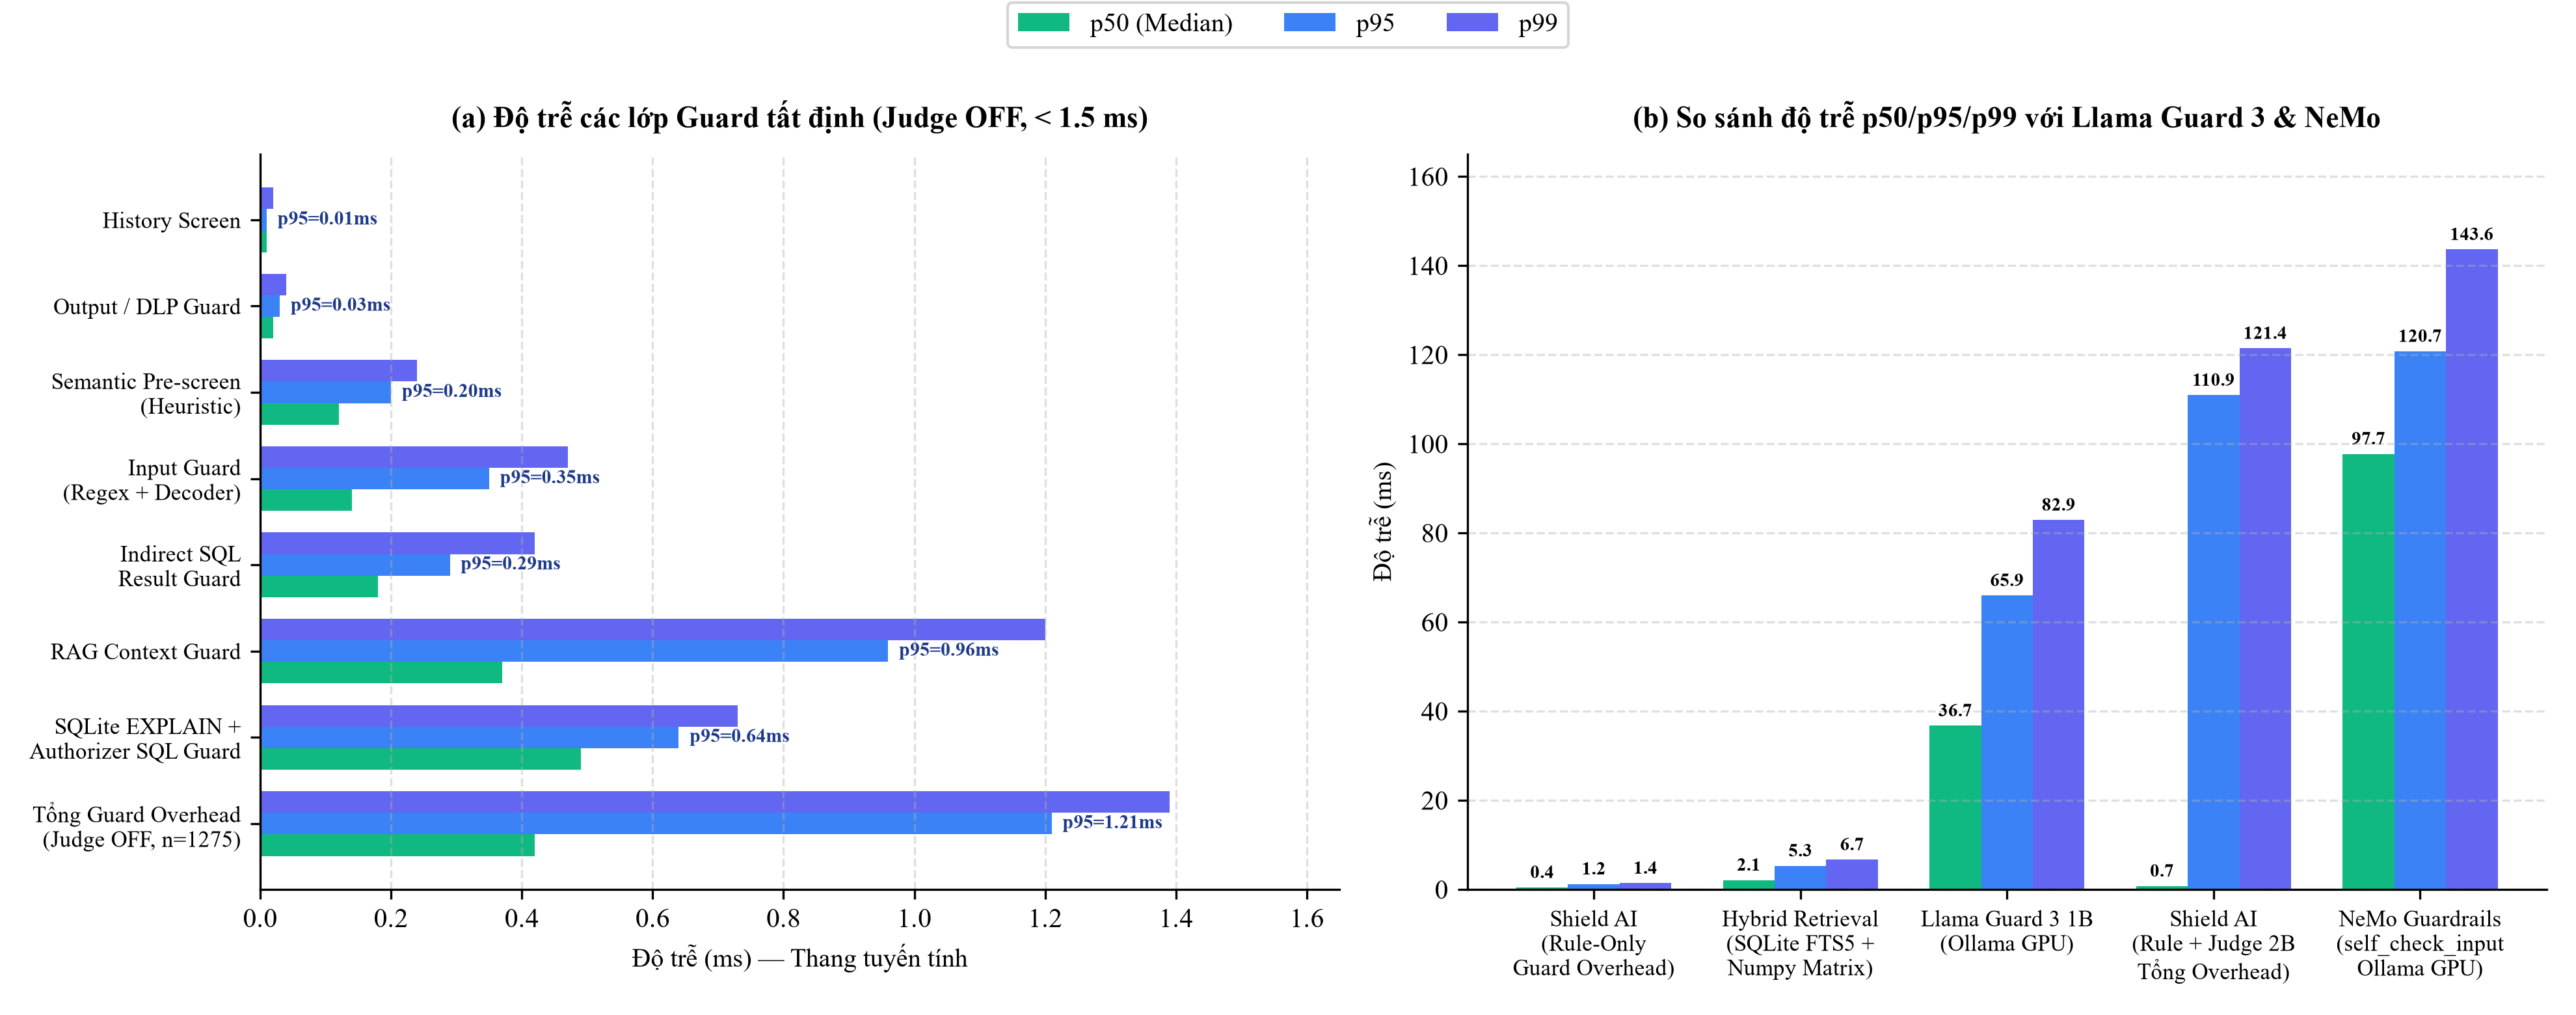 p50 (Median)
p95
p99
(a) Độ trễ các lớp Guard tất định (Judge OFF, < 1.5 ms)
History Screen
p95=0.01ms
Output / DLP Guard
p95=0.03ms
Semantic Pre-screen
(Heuristic)
p95=0.20ms
Input Guard
(Regex + Decoder)
p95=0.35ms
Indirect SQL
Result Guard
p95=0.29ms
RAG Context Guard
p95=0.96ms
SQLite EXPLAIN +
Authorizer SQL Guard
p95=0.64ms
Tổng Guard Overhead
(Judge OFF, n=1275)
p95=1.21ms
0.0 0.2 0.4 0.6 0.8 1.0 1.2 1.4 1.6
Độ trễ (ms) — Thang tuyến tính
(b) So sánh độ trễ p50/p95/p99 với Llama Guard 3 & NeMo
Độ trễ (ms)
160
140
120
100
80
60
40
20
0
0.4 1.2 1.4
2.1 5.3 6.7
36.7 65.9 82.9
0.7 110.9 121.4
97.7 120.7 143.6
Shield AI
(Rule-Only
Guard Overhead)
Hybrid Retrieval
(SQLite FTS5 +
Numpy Matrix)
Llama Guard 3 1B
(Ollama GPU)
Shield AI
(Rule + Judge 2B
Tổng Overhead)
NeMo Guardrails
(self_check_input
Ollama GPU)